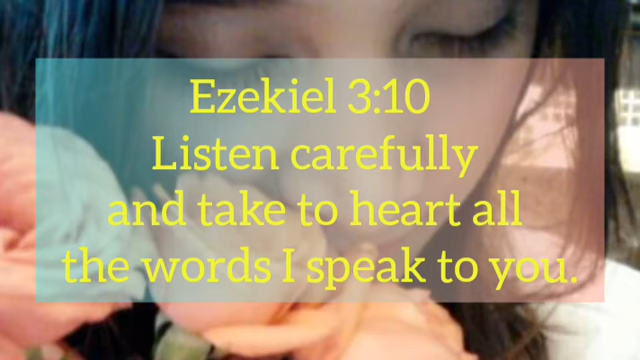 Ezekiel 3:10
Listen carefully
and take to heart all
the words I speak to you.